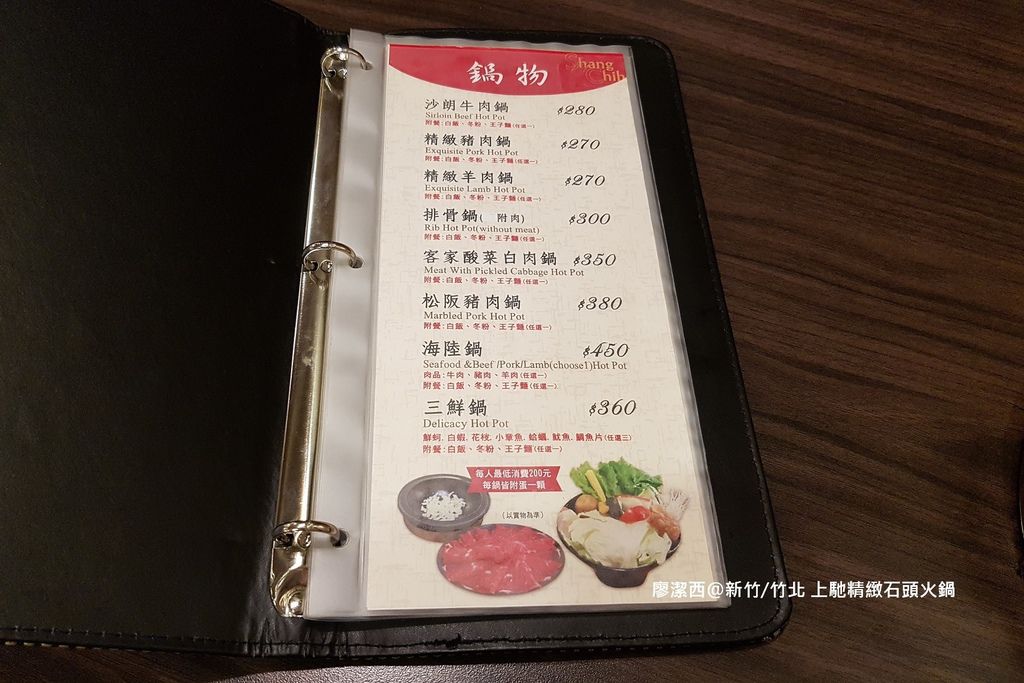 鍋物
Shang Chih
沙朗牛肉鍋 $280
Sirloin Beef Hot Pot
附餐:白飯、冬粉、王子麵(任選一)
精緻豬肉鍋 $270
Exquisite Pork Hot Pot
附餐:白飯、冬粉、王子麵(任選一)
精緻羊肉鍋 $270
Exquisite Lamb Hot Pot
附餐:白飯、冬粉、王子麵(任選一)
排骨鍋( 附肉) $300
Rib Hot Pot(without meat)
附餐:白飯、冬粉、王子麵(任選一)
客家酸菜白肉鍋 $350
Meat With Pickled Cabbage Hot Pot
附餐:白飯、冬粉、王子麵(任選一)
松阪豬肉鍋 $380
Marbled Pork Hot Pot
附餐:白飯、冬粉、王子麵(任選一)
海陸鍋 $450
Seafood &Beef /Pork/Lamb(choose1)Hot Pot
肉品:牛肉、豬肉、羊肉(任選一)
附餐:白飯、冬粉、王子麵(任選一)
三鮮鍋 $360
Delicacy Hot Pot
鮮蚵. 白蝦. 花枝. 小章魚. 蛤蠣. 魷魚. 鯛魚片(任選三)
附餐:白飯、冬粉、王子麵(任選一)
每人最低消費200元
每鍋皆附蛋一顆
(以實物為準)
廖潔西@新竹/竹北 上馳精緻石頭火鍋